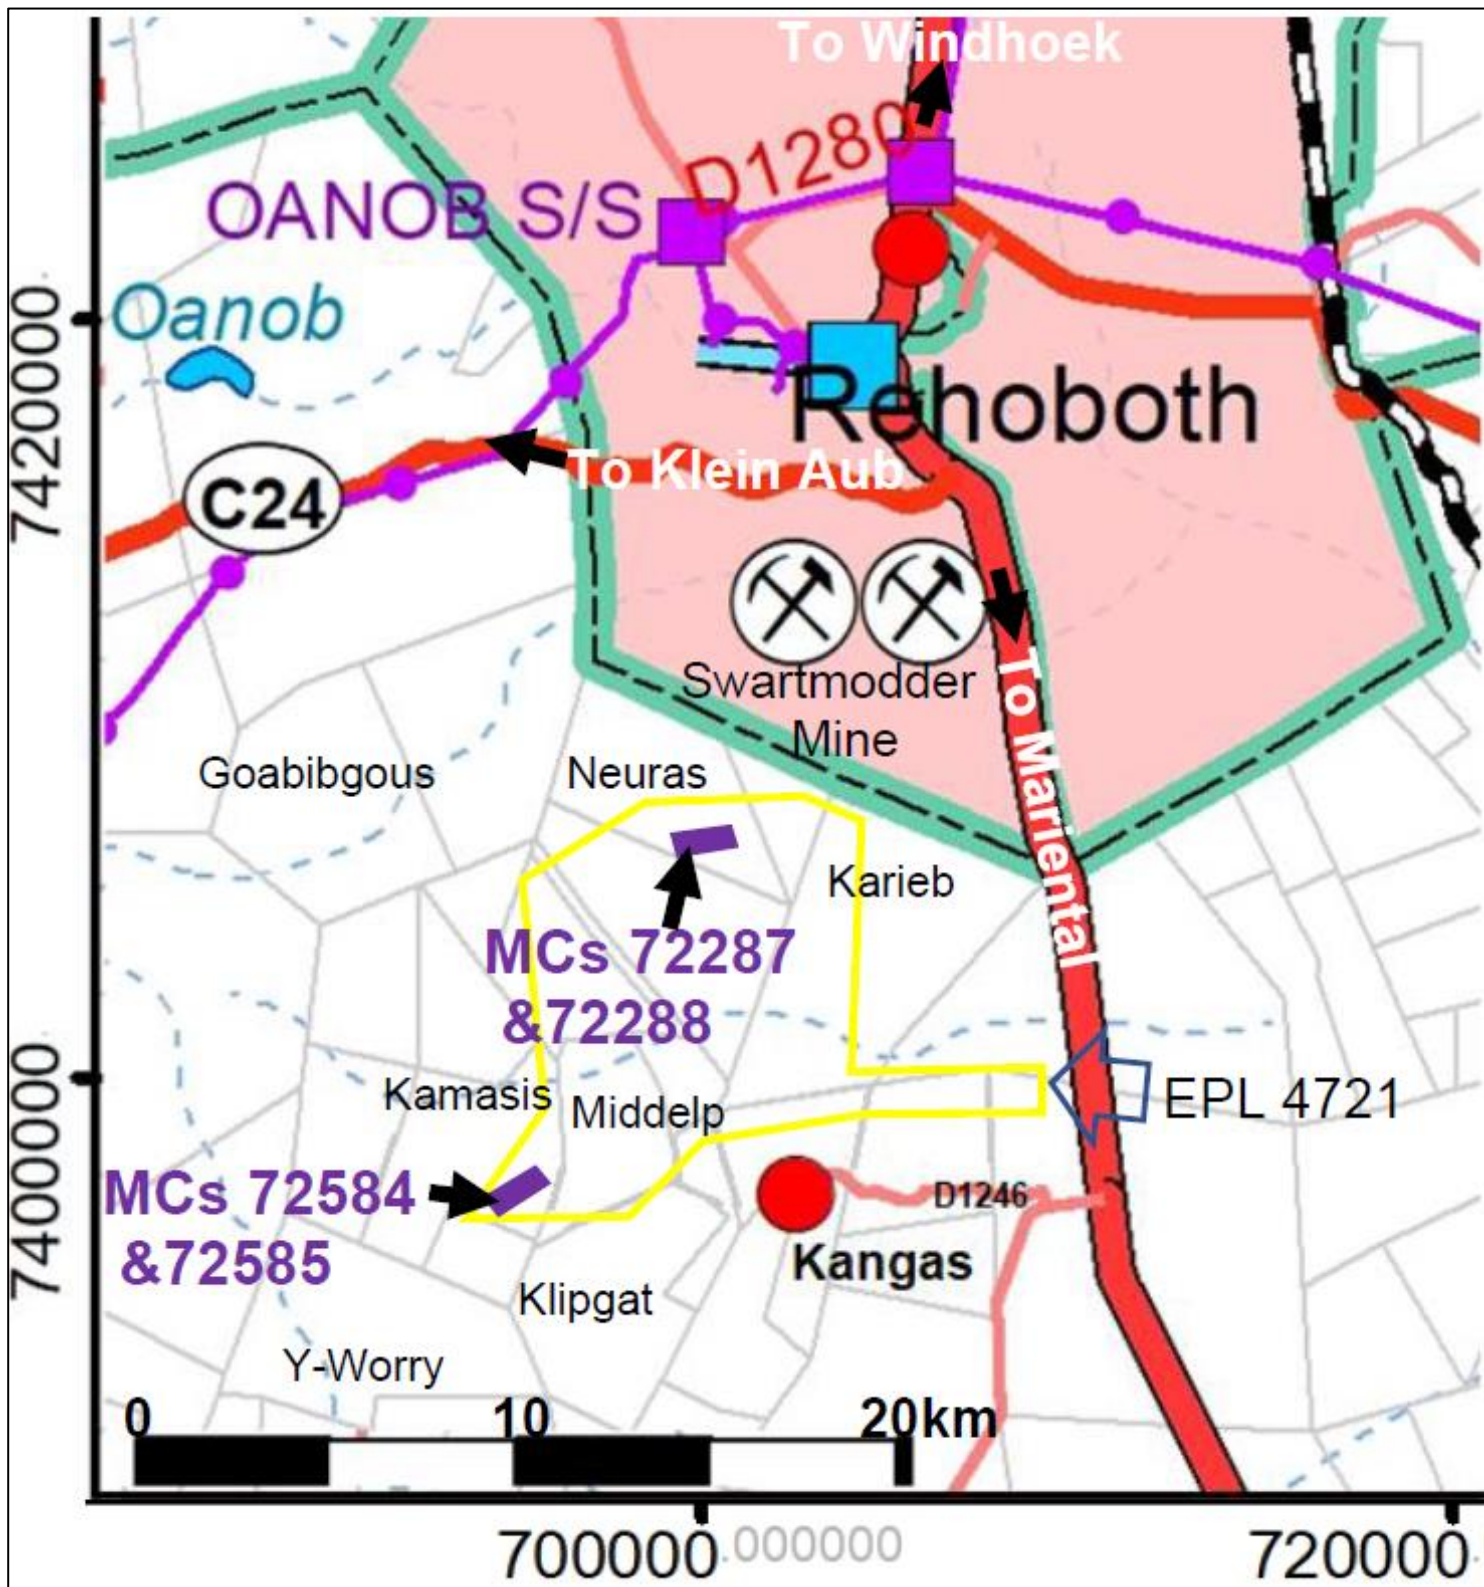 To Windhoek
D1280
OANOB S/S
Oanob
7420000
Rehoboth
To Klein Aub
C24
Swartmodder
Mine
To Mariental
Goabibgous
Neuras
Karieb
MCs 72287
&72288
7400000
Kamasis
Middelp
EPL 4721
MCs 72584
&72585
D1246
Kangas
Klipgat
Y-Worry
0
10
20km
700000.000000
720000.